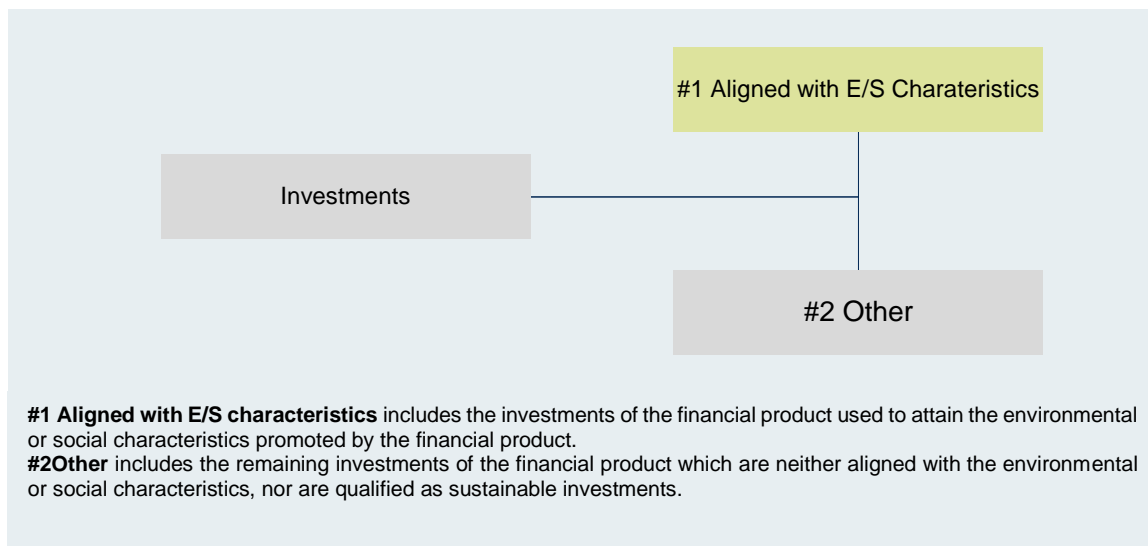 #1 Aligned with E/S Charateristics
Investments
#2 Other
#1 Aligned with E/S characteristics includes the investments of the financial product used to attain the environmental
or social characteristics promoted by the financial product.
#2Other includes the remaining investments of the financial product which are neither aligned with the environmental
or social characteristics, nor are qualified as sustainable investments.